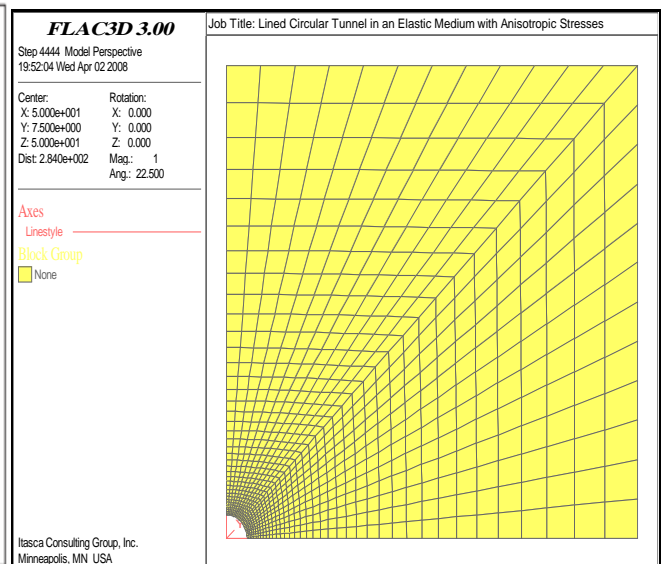 FLAC3D 3.00
Step 4444 Model Perspective
19:52:04 Wed Apr 02 2008
Center:
X: 5.000e+001
Y: 7.500e+000
Z: 5.000e+001
Dist: 2.840e+002
Rotation:
X: 0.000
Y: 0.000
Z: 0.000
Mag.: 1
Ang.: 22.500
Axes
Linestyle
Block Group
None
Itasca Consulting Group, Inc.
Minneapolis, MN USA
Job Title: Lined Circular Tunnel in an Elastic Medium with Anisotropic Stresses